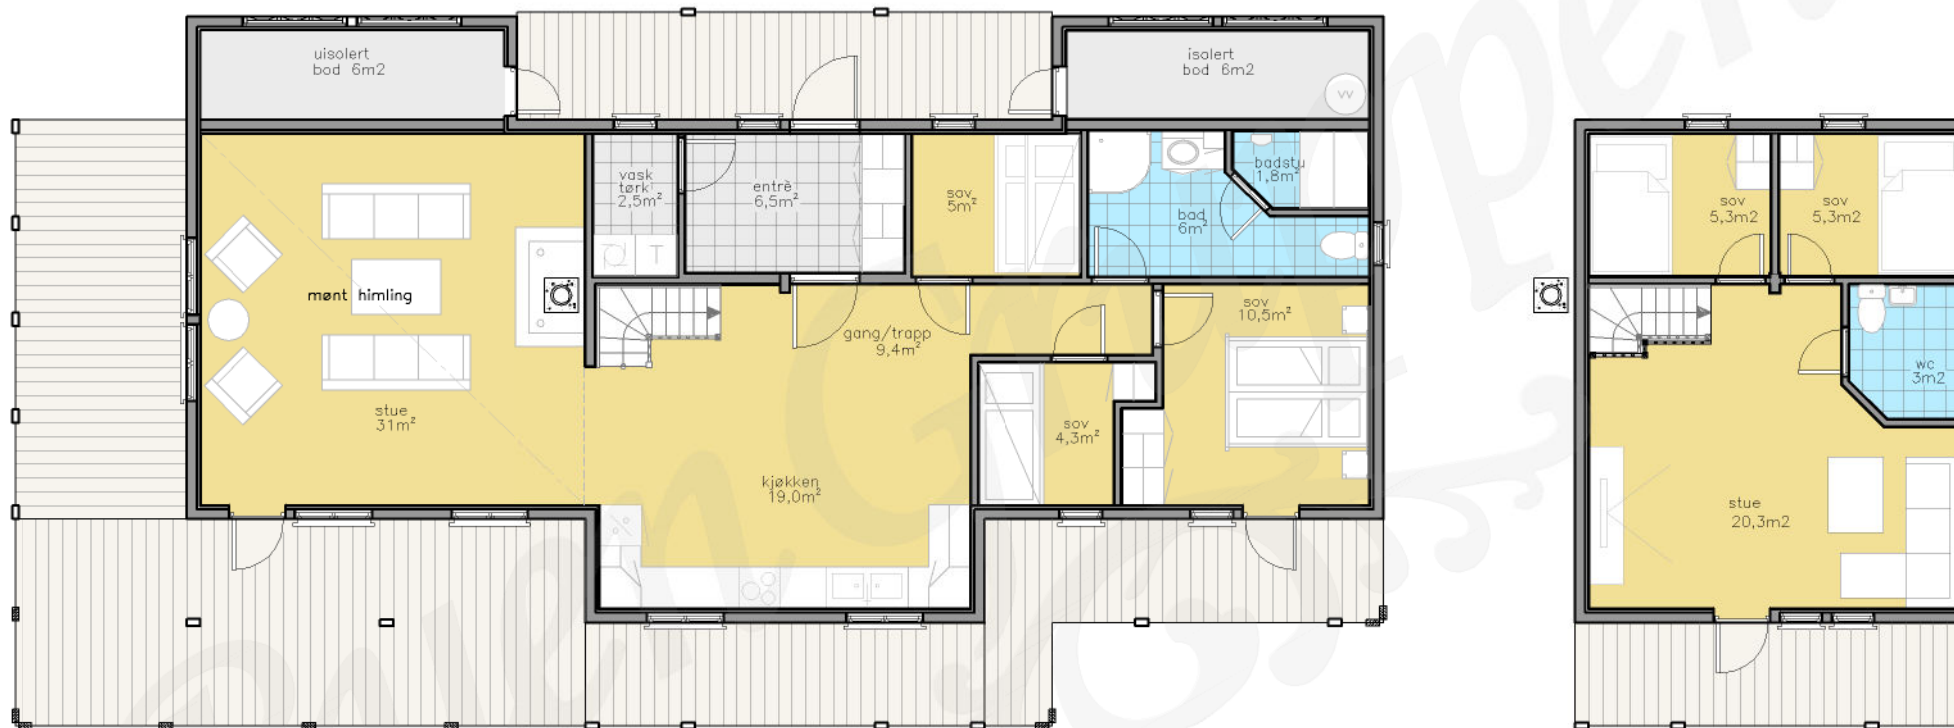 uisolert
bod 6m2
isolert
bod 6m2
vv
vask
tørk
2,5m²
T
entrè
6,5m²
sov
5m²
badstu
1,8m²
bad
6m²
mønt himling
stue
31m²
gang/trapp
9,4m²
sov
10,5m²
sov
4,3m²
kjøkken
19,0m²
sov
5,3m2
sov
5,3m2
wc
3m2
stue
20,3m2